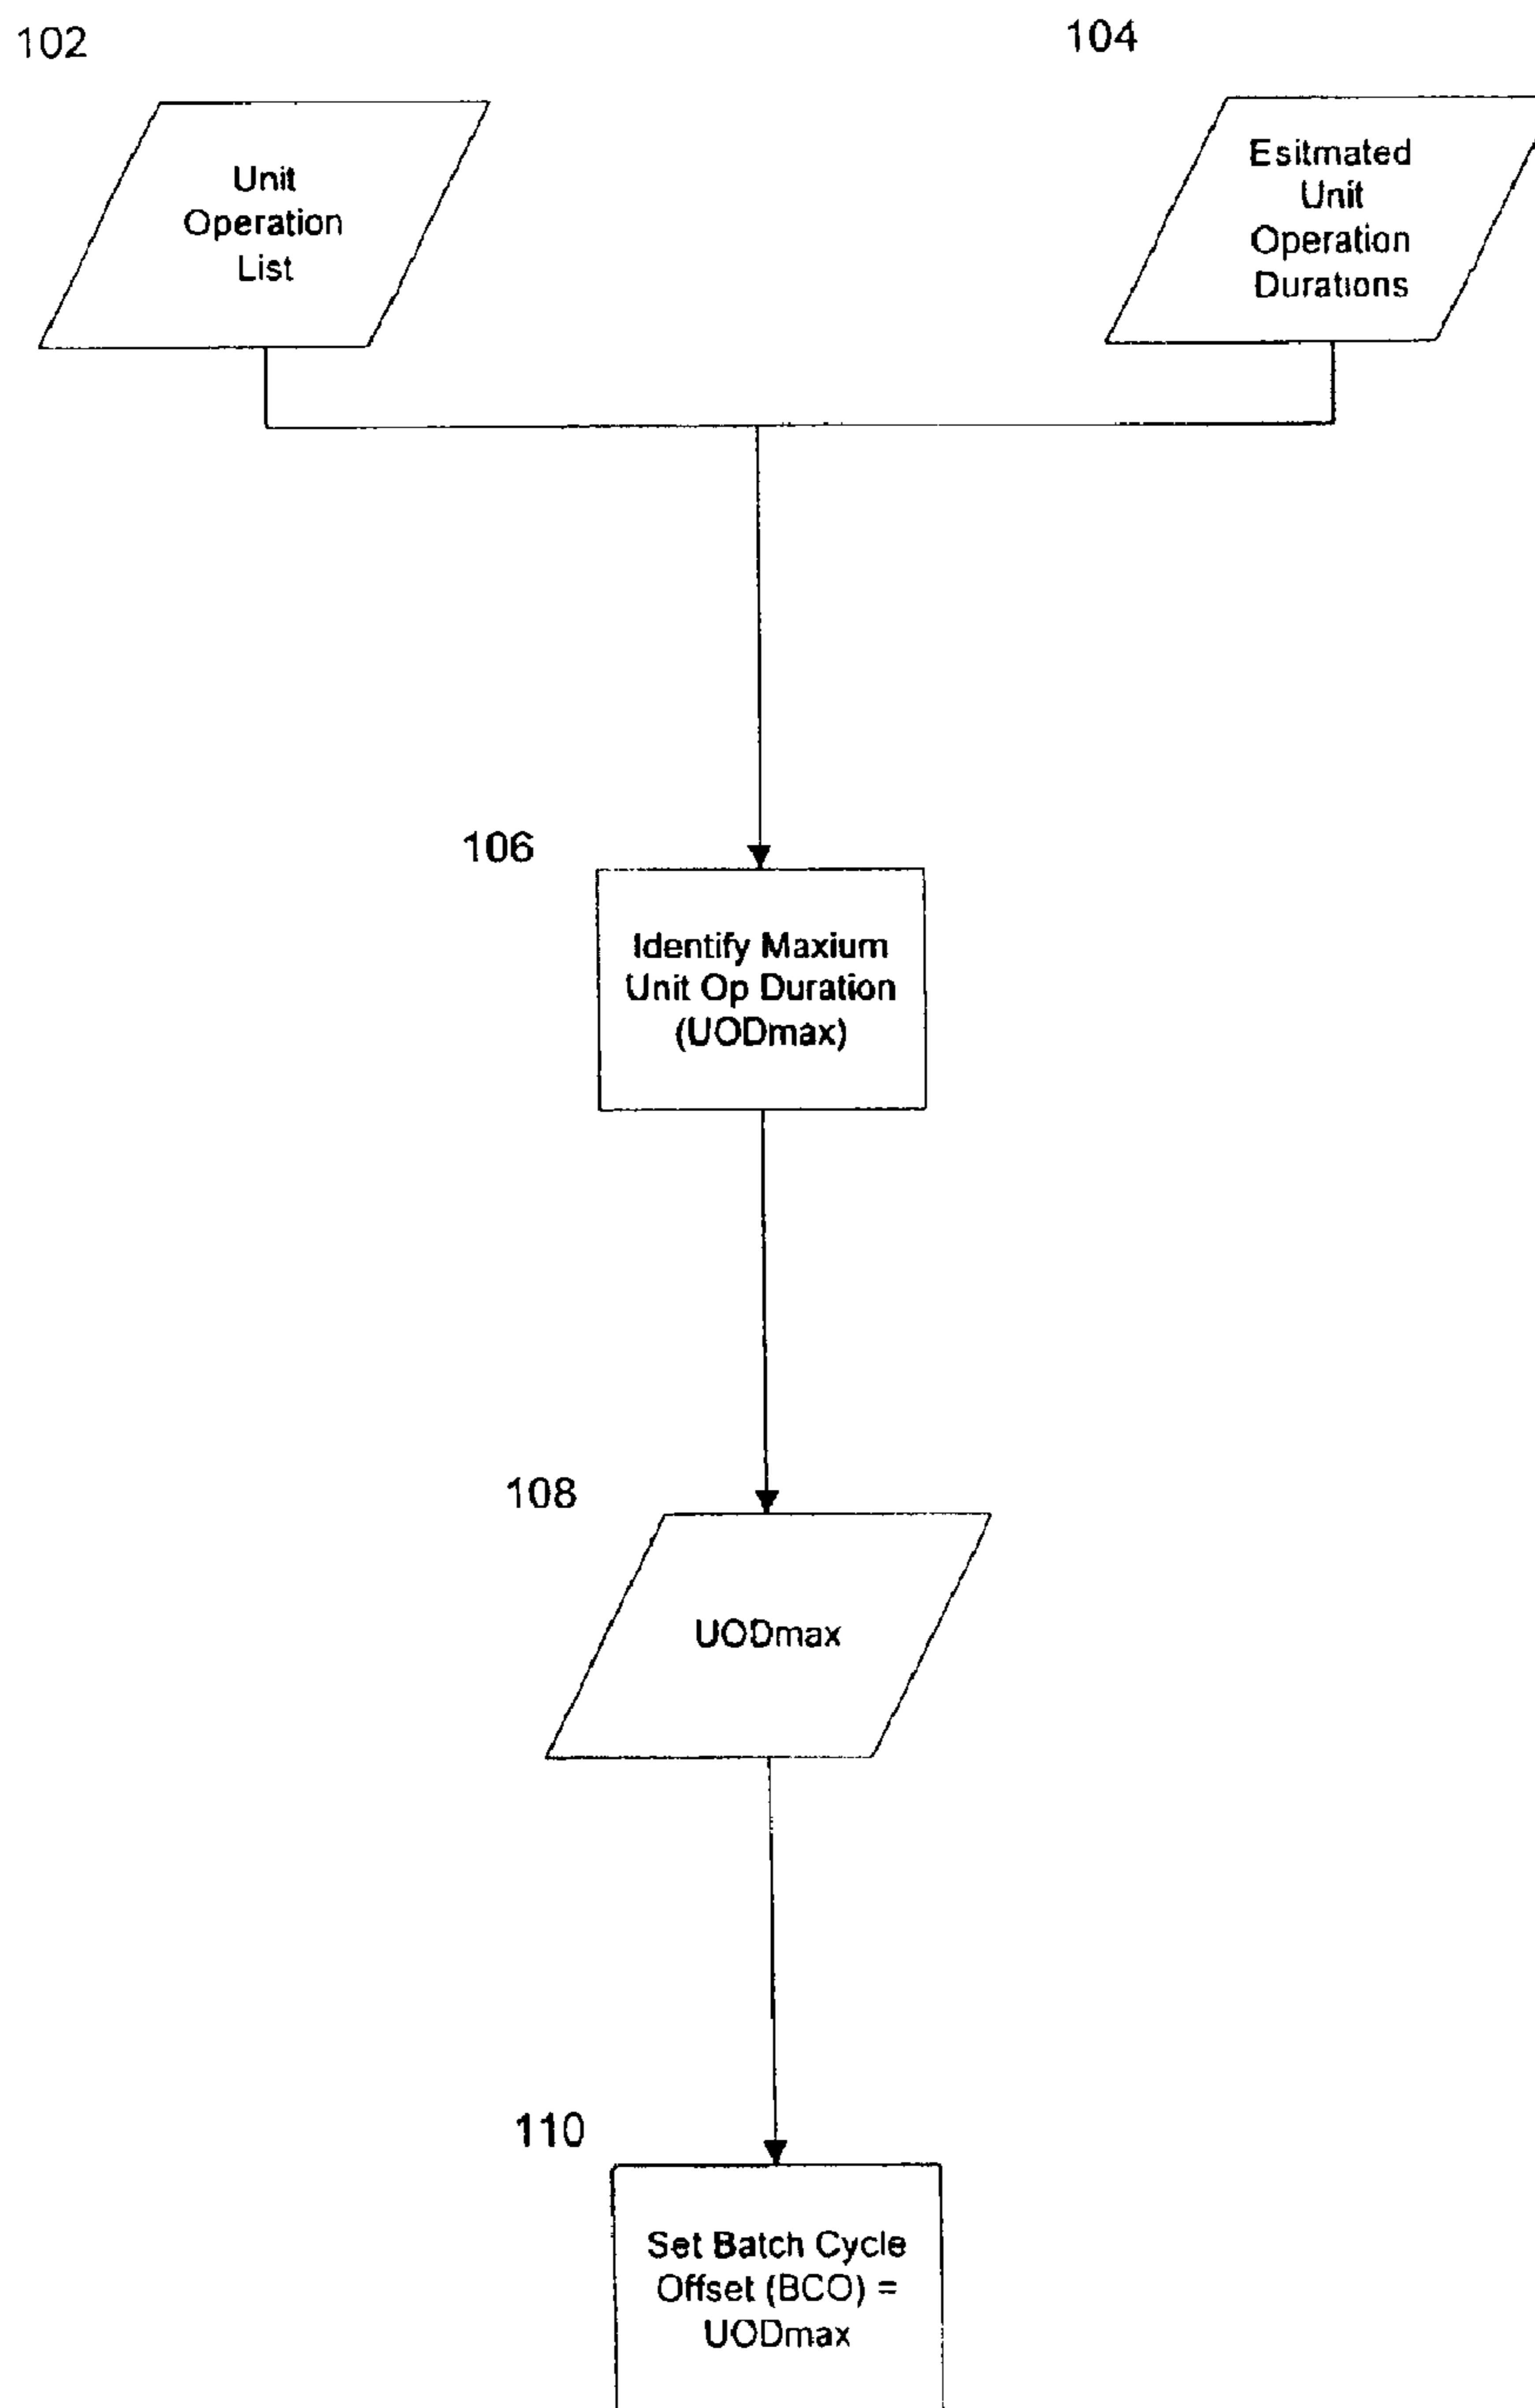 102
104
Unit
Operation
List
Esitmated
Unit
Operation
Durations
106
Identify Maxium
Unit Op Duration
(UODmax)
108
UODmax
110
Set Batch Cycle
Offset (BCO) =
UODmax